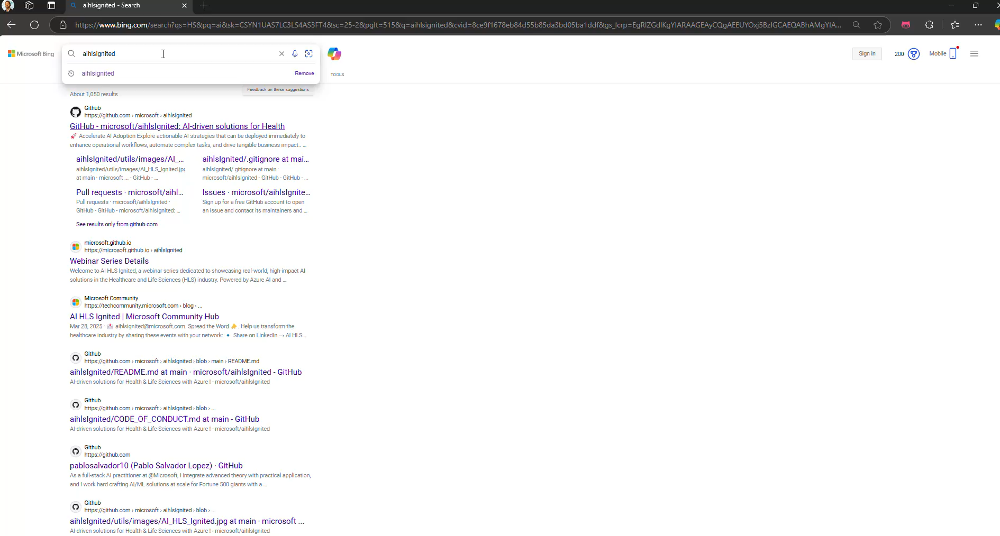 aihlsignited - Search
https://www.bing.com/search?qs=HS&pq=ai&sk=CSYN1UAS7LC3LS4AS3FT4&sc=25-2&pglt=515&q=aihlsignited&cvid=8ce9f1678eb84d55b85da3bd05ba1ddf&gs_lcrp=EgRlZGdlKgYIARAAGEAyCQgAEEUYOxj5BzIGCAEQABhAMgYIA...
Microsoft Bing
aihlsignited
Sign in
200
Mobile
aihlsignited
Remove
TOOLS
Feedback on these suggestions
About 1,050 results
Github
https://github.com › microsoft › aihlsIgnited
GitHub - microsoft/aihlsIgnited: AI-driven solutions for Health
🚀 Accelerate AI Adoption Explore actionable AI strategies that can be deployed immediately to
enhance operational workflows, automate complex tasks, and drive tangible business impact.. ...
aihlsIgnited/utils/images/AI_...
aihlsIgnited/utils/images/AI_HLS_Ignited.jpg
at main · microsoft ... - GitHub - ...
aihlsIgnited/.gitignore at mai...
aihlsIgnited/.gitignore at main ·
microsoft/aihlsIgnited - GitHub - GitHub - ...
Pull requests · microsoft/aihl...
Pull requests · microsoft/aihlsIgnited ·
GitHub - GitHub - microsoft/aihlsIgnited: ...
Issues · microsoft/aihlsIgnite...
Sign up for a free GitHub account to open
an issue and contact its maintainers and ...
See results only from github.com
microsoft.github.io
https://microsoft.github.io › aihlsIgnited
Webinar Series Details
Welcome to AI HLS Ignited, a webinar series dedicated to showcasing real-world, high-impact AI
solutions in the Healthcare and Life Sciences (HLS) industry. Powered by Azure AI and ...
Microsoft Community
https://techcommunity.microsoft.com › blog › ...
AI HLS Ignited | Microsoft Community Hub
Mar 28, 2025 · 📩 aihlsignited@microsoft.com. Spread the Word 📣 . Help us transform the
healthcare industry by sharing these events with your network: 🔹 Share on LinkedIn → AI HLS...
Github
https://github.com › microsoft › aihlsIgnited › blob › main › README.md
aihlsIgnited/README.md at main · microsoft/aihlsIgnited - GitHub
AI-driven solutions for Health & Life Sciences with Azure ! - microsoft/aihlsIgnited
Github
https://github.com › microsoft › aihlsIgnited › blob › ...
aihlsIgnited/CODE_OF_CONDUCT.md at main - GitHub
AI-driven solutions for Health & Life Sciences with Azure ! - microsoft/aihlsIgnited
Github
https://github.com
pablosalvador10 (Pablo Salvador Lopez) · GitHub
As a full-stack AI practitioner at @Microsoft, I integrate advanced theory with practical application,
and I work hard crafting AI/ML solutions at scale for Fortune 500 giants with a ...
Github
https://github.com › microsoft › aihlsIgnited › blob › ...
aihlsIgnited/utils/images/AI_HLS_Ignited.jpg at main · microsoft ...
AI-driven solutions for Health & Life Sciences with Azure ! - microsoft/aihlsIgnited